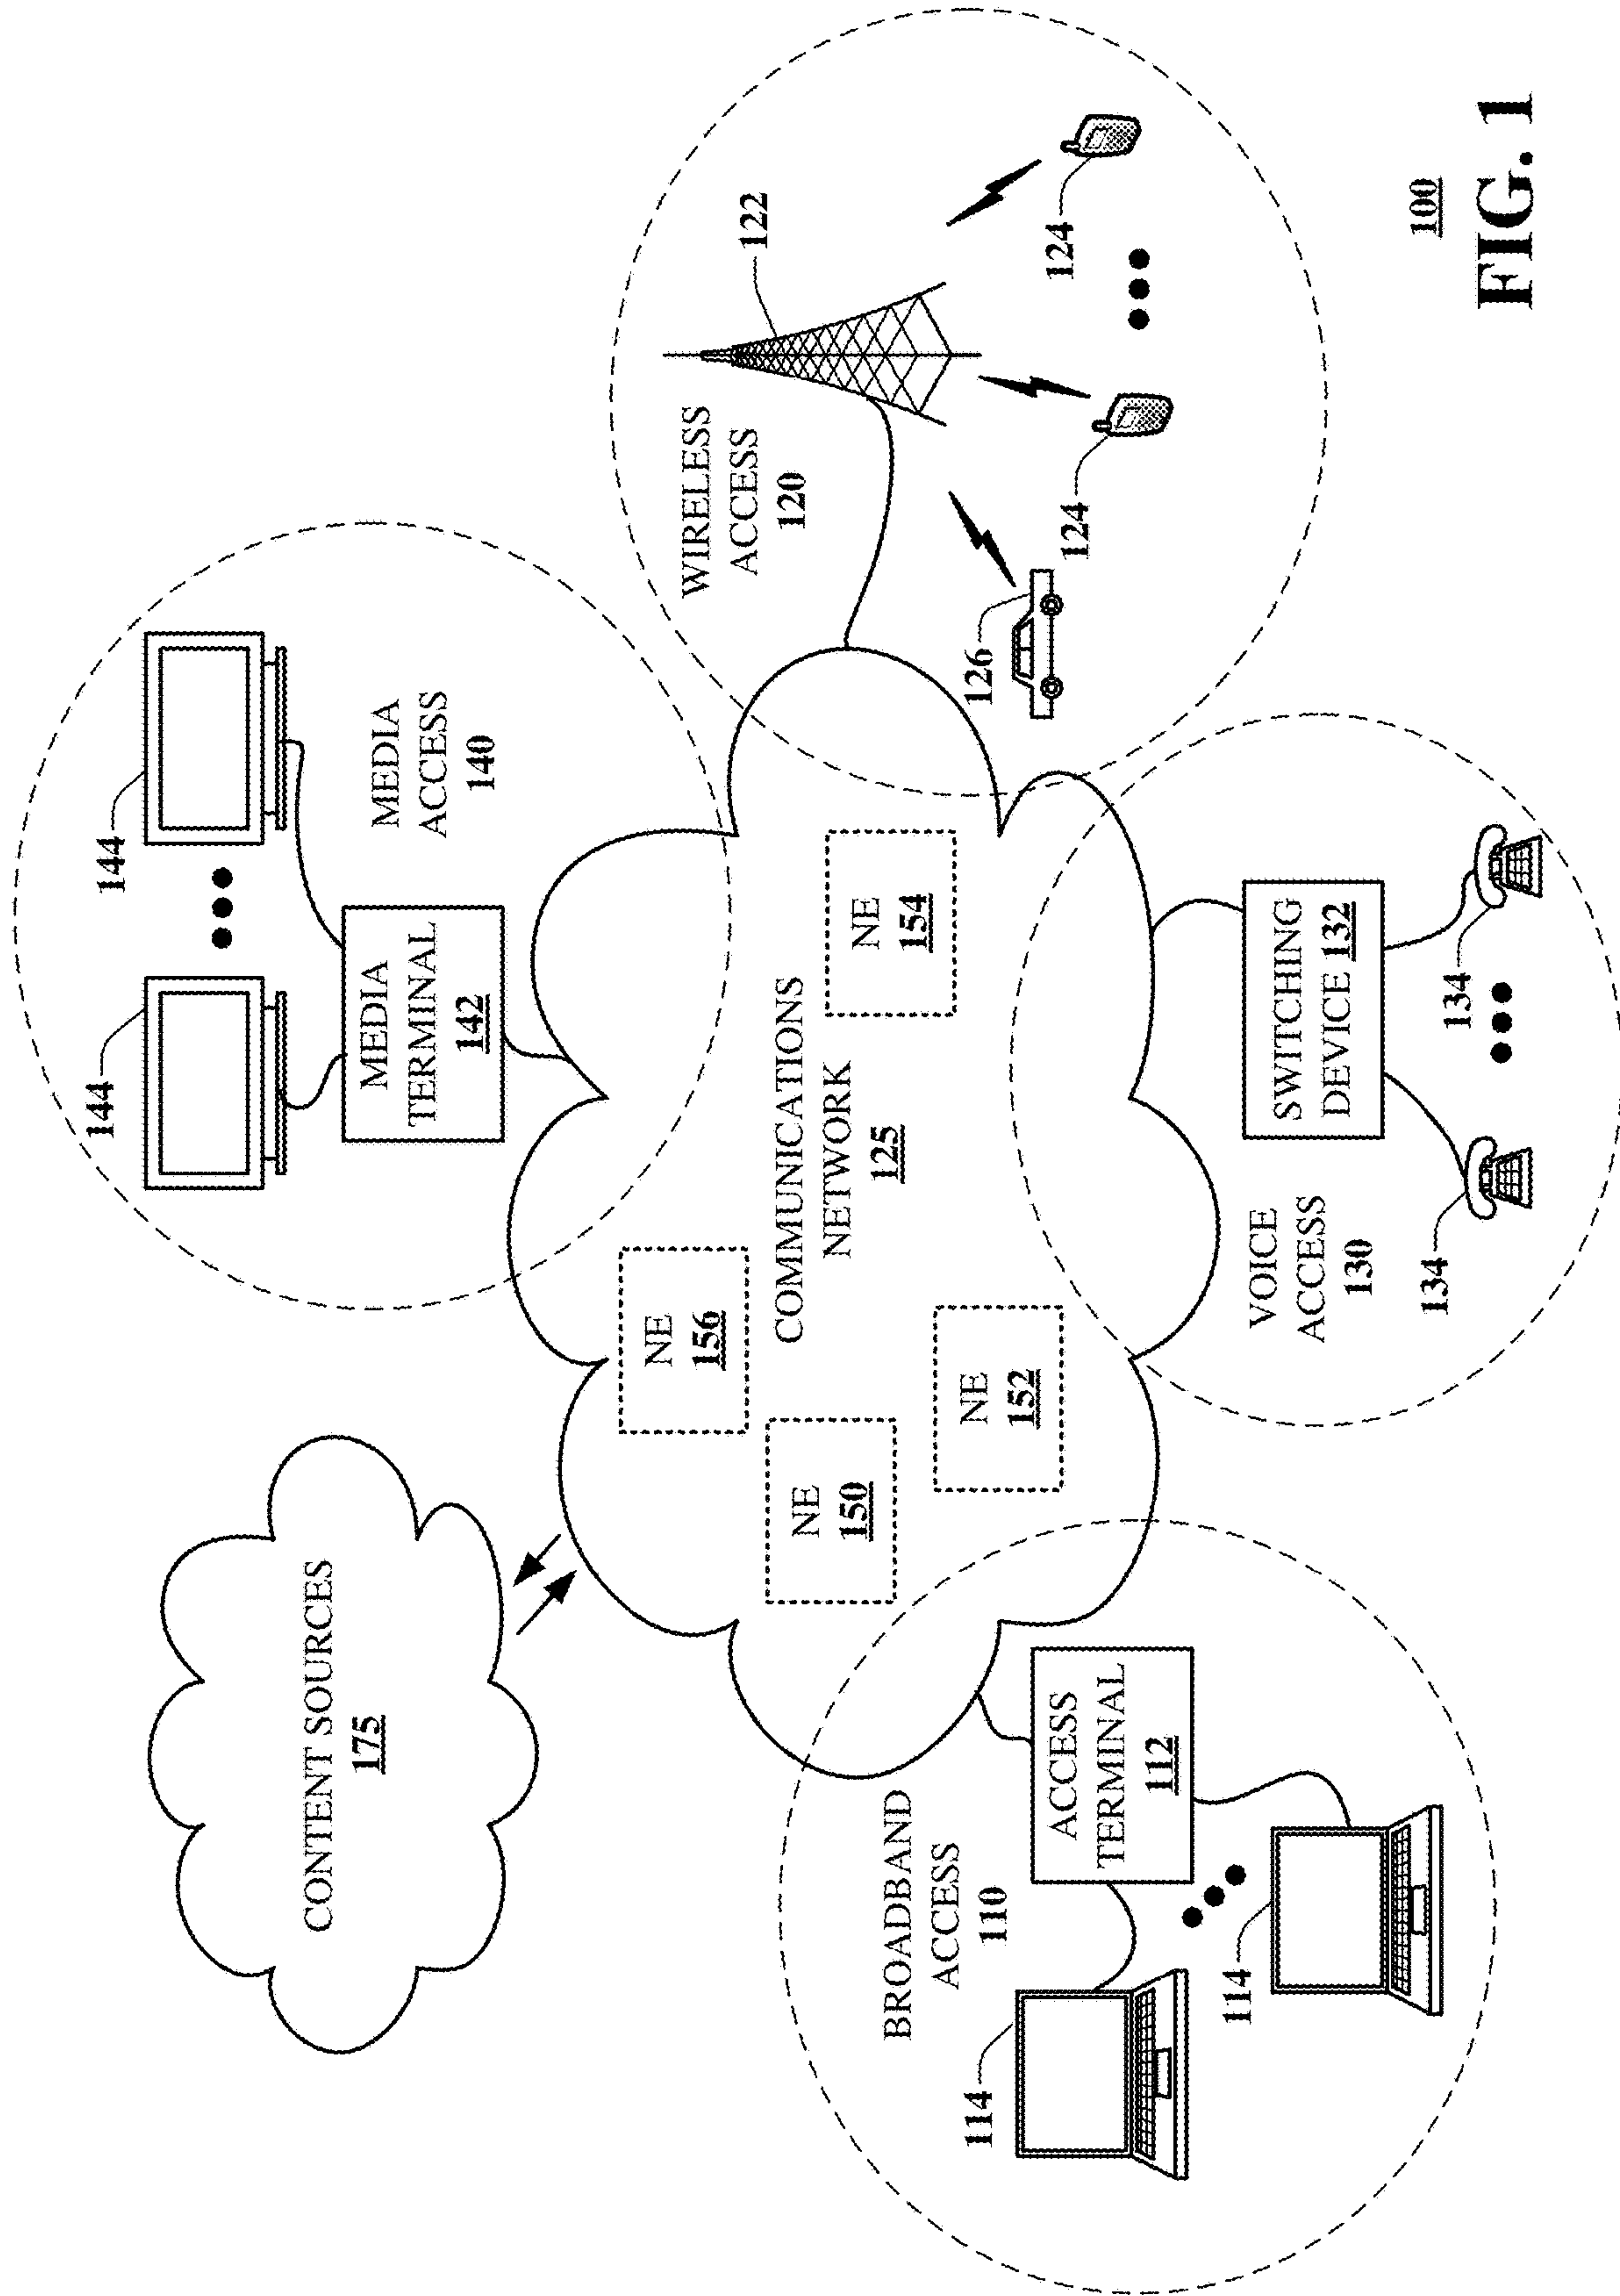 CONTENT SOURCES
175
144
144
MEDIA
TERMINAL
142
MEDIA
ACCESS
140
NE
156
NE
150
NE
152
NE
154
COMMUNICATIONS
NETWORK
125
WIRELESS
ACCESS
120
122
124
124
126
BROADBAND
ACCESS
110
ACCESS
TERMINAL
112
114
114
VOICE
ACCESS
130
SWITCHING
DEVICE 132
134
134
100
FIG. 1